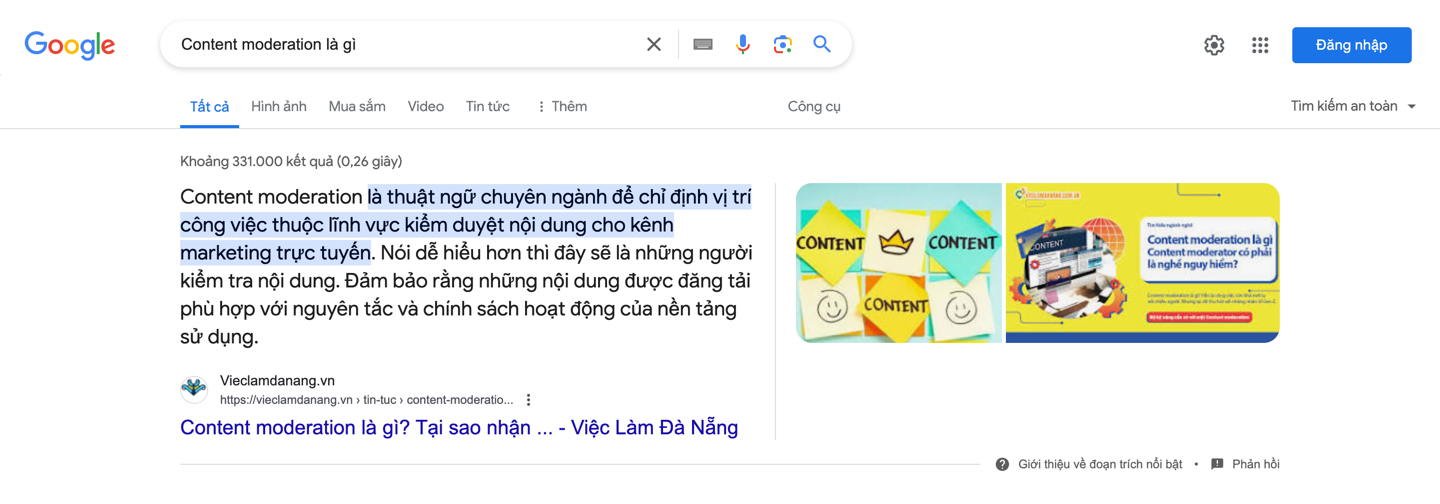 Google
Content moderation là gì
Đăng nhập
Tất cả
Hình ảnh
Mua sắm
Video
Tin tức
Thêm
Công cụ
Tìm kiếm an toàn
Khoảng 331.000 kết quả (0,26 giây)
Content moderation là thuật ngữ chuyên ngành để chỉ định vị trí
công việc thuộc lĩnh vực kiểm duyệt nội dung cho kênh
marketing trực tuyến. Nói dễ hiểu hơn thì đây sẽ là những người
kiểm tra nội dung. Đảm bảo rằng những nội dung được đăng tải
phù hợp với nguyên tắc và chính sách hoạt động của nền tảng
sử dụng.
Vieclamdanang.vn
https://vieclamdanang.vn › tin-tuc › content-moderatio...
Content moderation là gì? Tại sao nhận ... - Việc Làm Đà Nẵng
CONTENT
CONTENT
CONTENT
VIECLAMDANANG.VN
Tìm hiểu ngành nghề
Content moderation là gì
Content moderator có phải
là nghề nguy hiểm?
CONTENT
Giới thiệu về đoạn trích nổi bật • Phản hồi